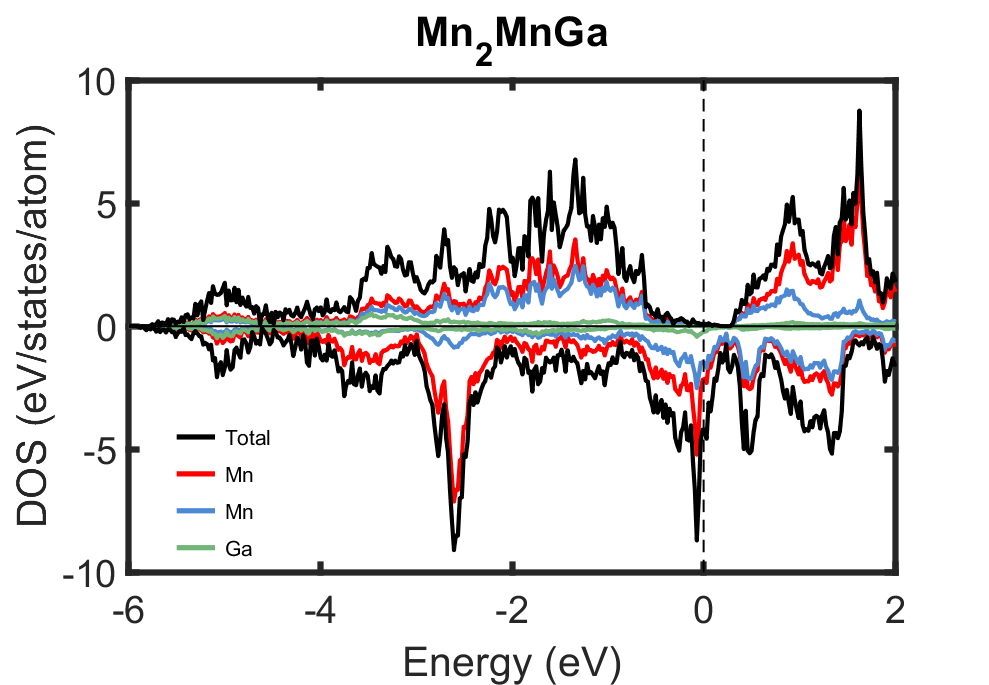 Mn2MnGa
10
5
0
-5
-10
DOS (eV/states/atom)
Total
Mn
Mn
Ga
-6 -4 -2 0 2
Energy (eV)